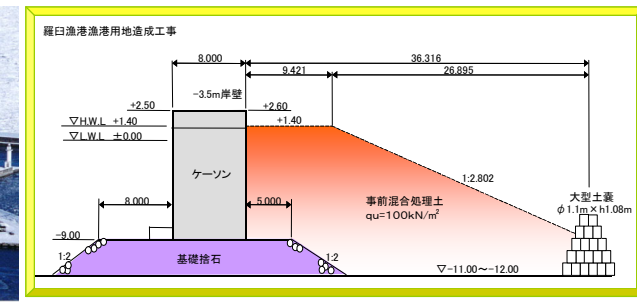 羅臼漁港漁港用地造成工事
8.000
36.316
9.421
26.895
-3.5m岸壁
+2.50
+2.60
▽H.W.L +1.40
+1.40
▽L.W.L ±0.00
ケーソン
1:2.802
大型土嚢
φ1.1m×h1.08m
事前混合処理土
qu=100kN/㎡
8.000
5.000
-9.00
1:2
基礎捨石
1:2
▽-11.00～-12.00